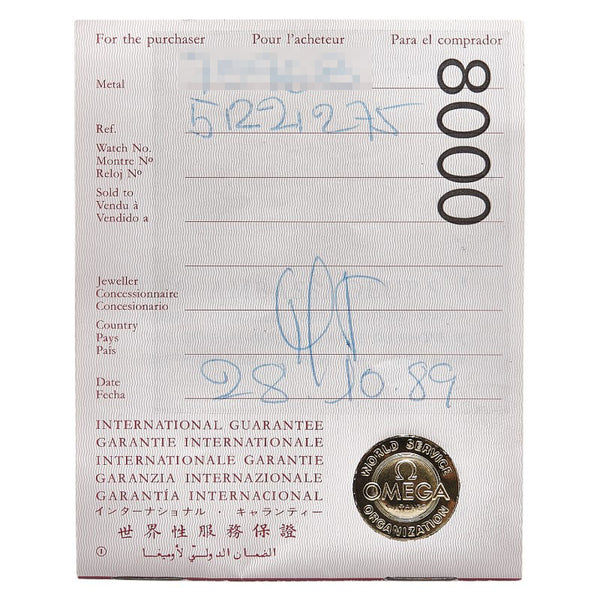 For the purchaser Pour l'acheteur Para el comprador
Metal
Ref. 51221275
Watch No.
Montre Nº
Reloj Nº
Sold to
Vendu à
Vendido a
Jeweller
Concessionnaire
Concesionario
Country
Pays
País
Date
Fecha 28.10.89
8000
INTERNATIONAL GUARANTEE
GARANTIE INTERNATIONALE
INTERNATIONALE GARANTIE
GARANZIA INTERNAZIONALE
GARANTÍA INTERNACIONAL
インターナショナル・キャランティー
世界性服務保證
الضمان الدولي لأوميغا
1
WORLD SERVICE
Ω
OMEGA
ORGANIZATION